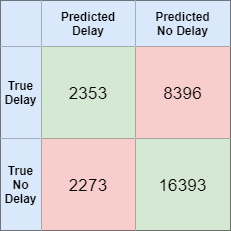 Predicted
Delay
Predicted
No Delay
True
Delay
2353
8396
True
No
Delay
2273
16393